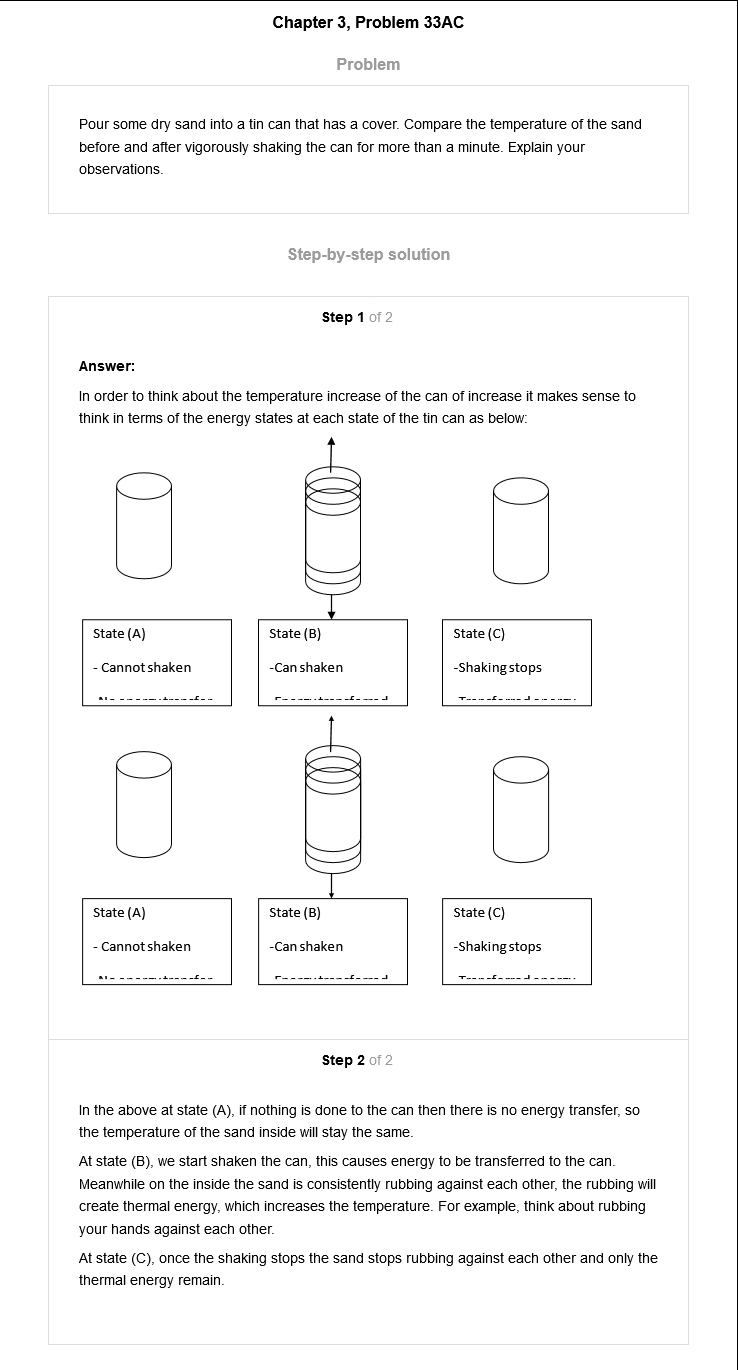 Chapter 3, Problem 33AC
Problem
Pour some dry sand into a tin can that has a cover. Compare the temperature of the sand
before and after vigorously shaking the can for more than a minute. Explain your
observations.
Step-by-step solution
Step 1 of 2
Answer:
In order to think about the temperature increase of the can of increase it makes sense to
think in terms of the energy states at each state of the tin can as below:
State (A)
- Cannot shaken
State (B)
-Can shaken
State (C)
-Shaking stops
State (A)
- Cannot shaken
State (B)
-Can shaken
State (C)
-Shaking stops
Step 2 of 2
In the above at state (A), if nothing is done to the can then there is no energy transfer, so
the temperature of the sand inside will stay the same.
At state (B), we start shaken the can, this causes energy to be transferred to the can.
Meanwhile on the inside the sand is consistently rubbing against each other, the rubbing will
create thermal energy, which increases the temperature. For example, think about rubbing
your hands against each other.
At state (C), once the shaking stops the sand stops rubbing against each other and only the
thermal energy remain.